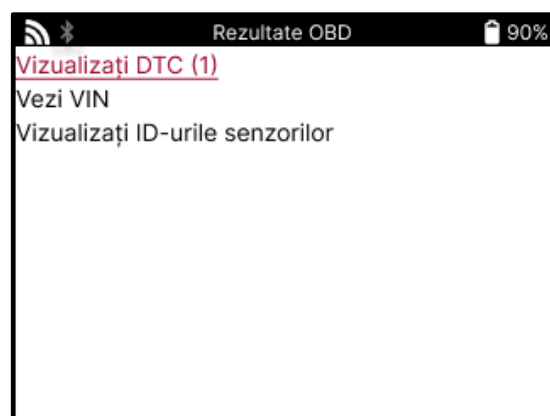 Rezultate OBD 90%
Vizualizați DTC (1)
Vezi VIN
Vizualizați ID-urile senzorilor